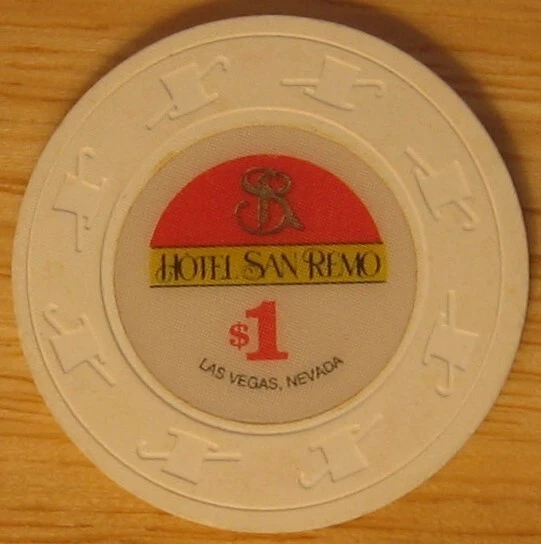 SR
HOTEL SAN REMO
$1
LAS VEGAS, NEVADA